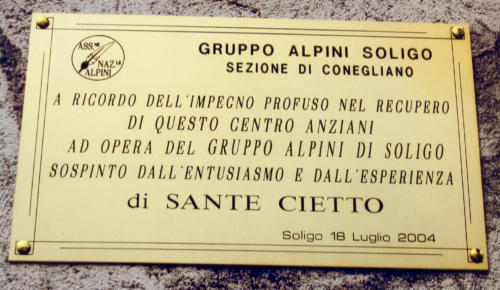 ASS.NE
NAZ.LE
ALPINI
GRUPPO ALPINI SOLIGO
SEZIONE DI CONEGLIANO
A RICORDO DELL'IMPEGNO PROFUSO NEL RECUPERO
DI QUESTO CENTRO ANZIANI
AD OPERA DEL GRUPPO ALPINI DI SOLIGO
SOSPINTO DALL'ENTUSIASMO E DALL'ESPERIENZA
di SANTE CIETTO
Soligo 18 Luglio 2004